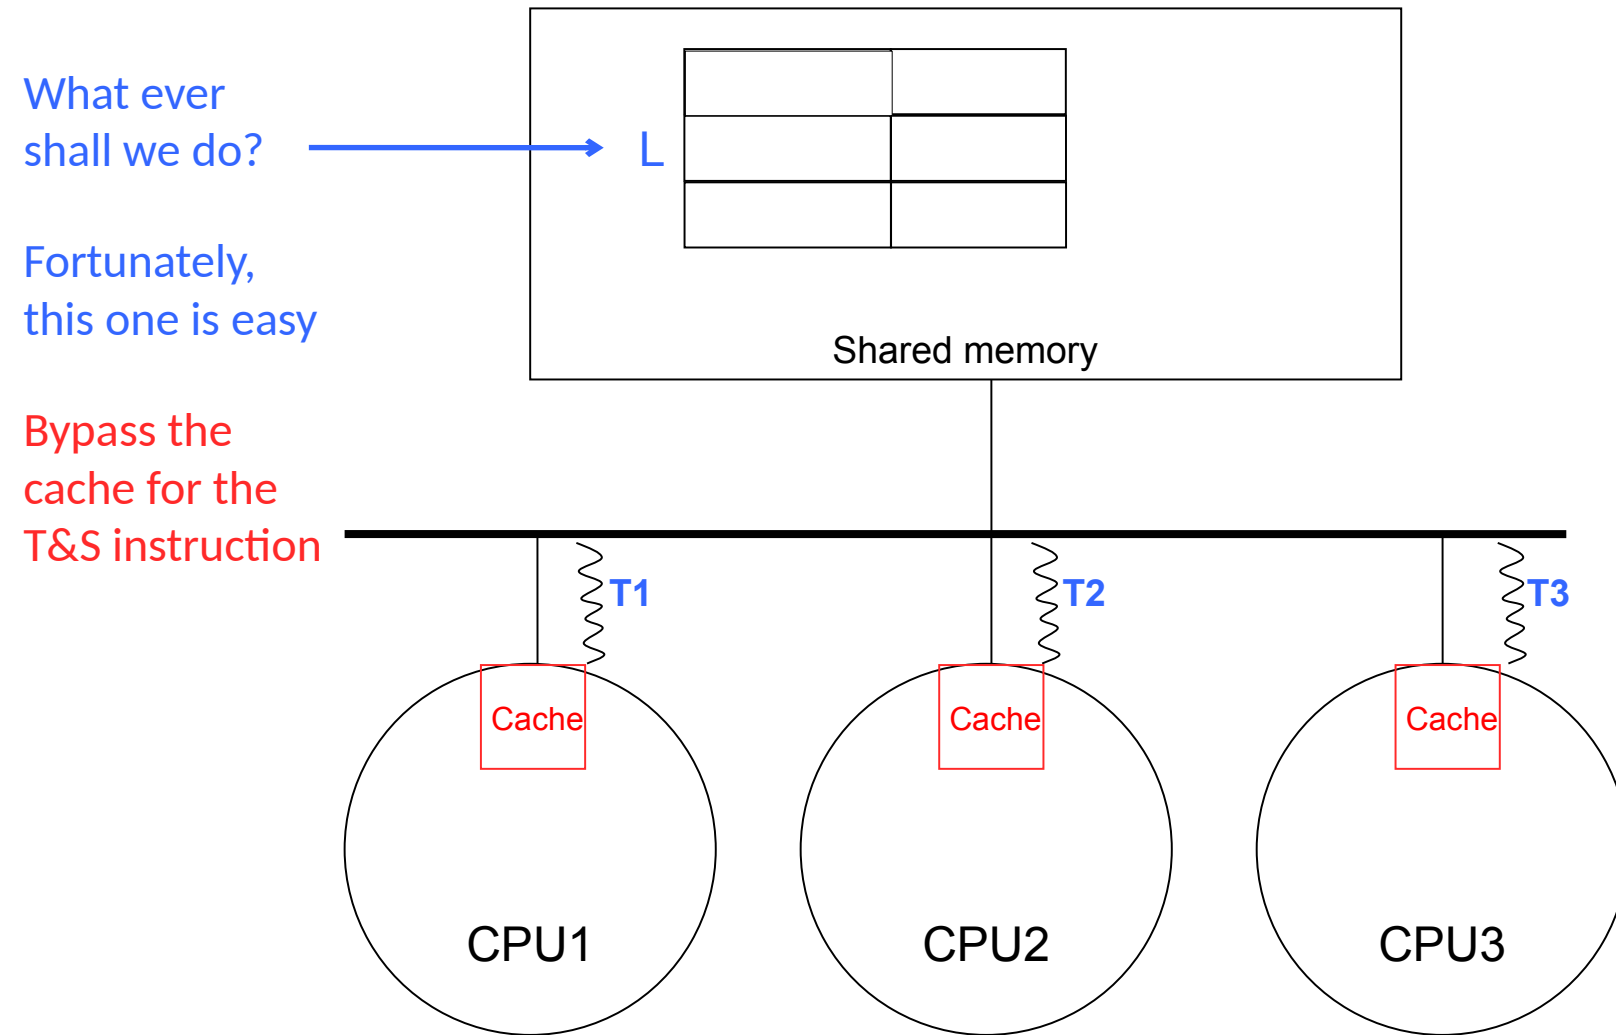 What ever
shall we do?
L
Fortunately,
this one is easy
Shared memory
Bypass the
cache for the
T&S instruction
T1
T2
T3
Cache
Cache
Cache
CPU1
CPU2
CPU3